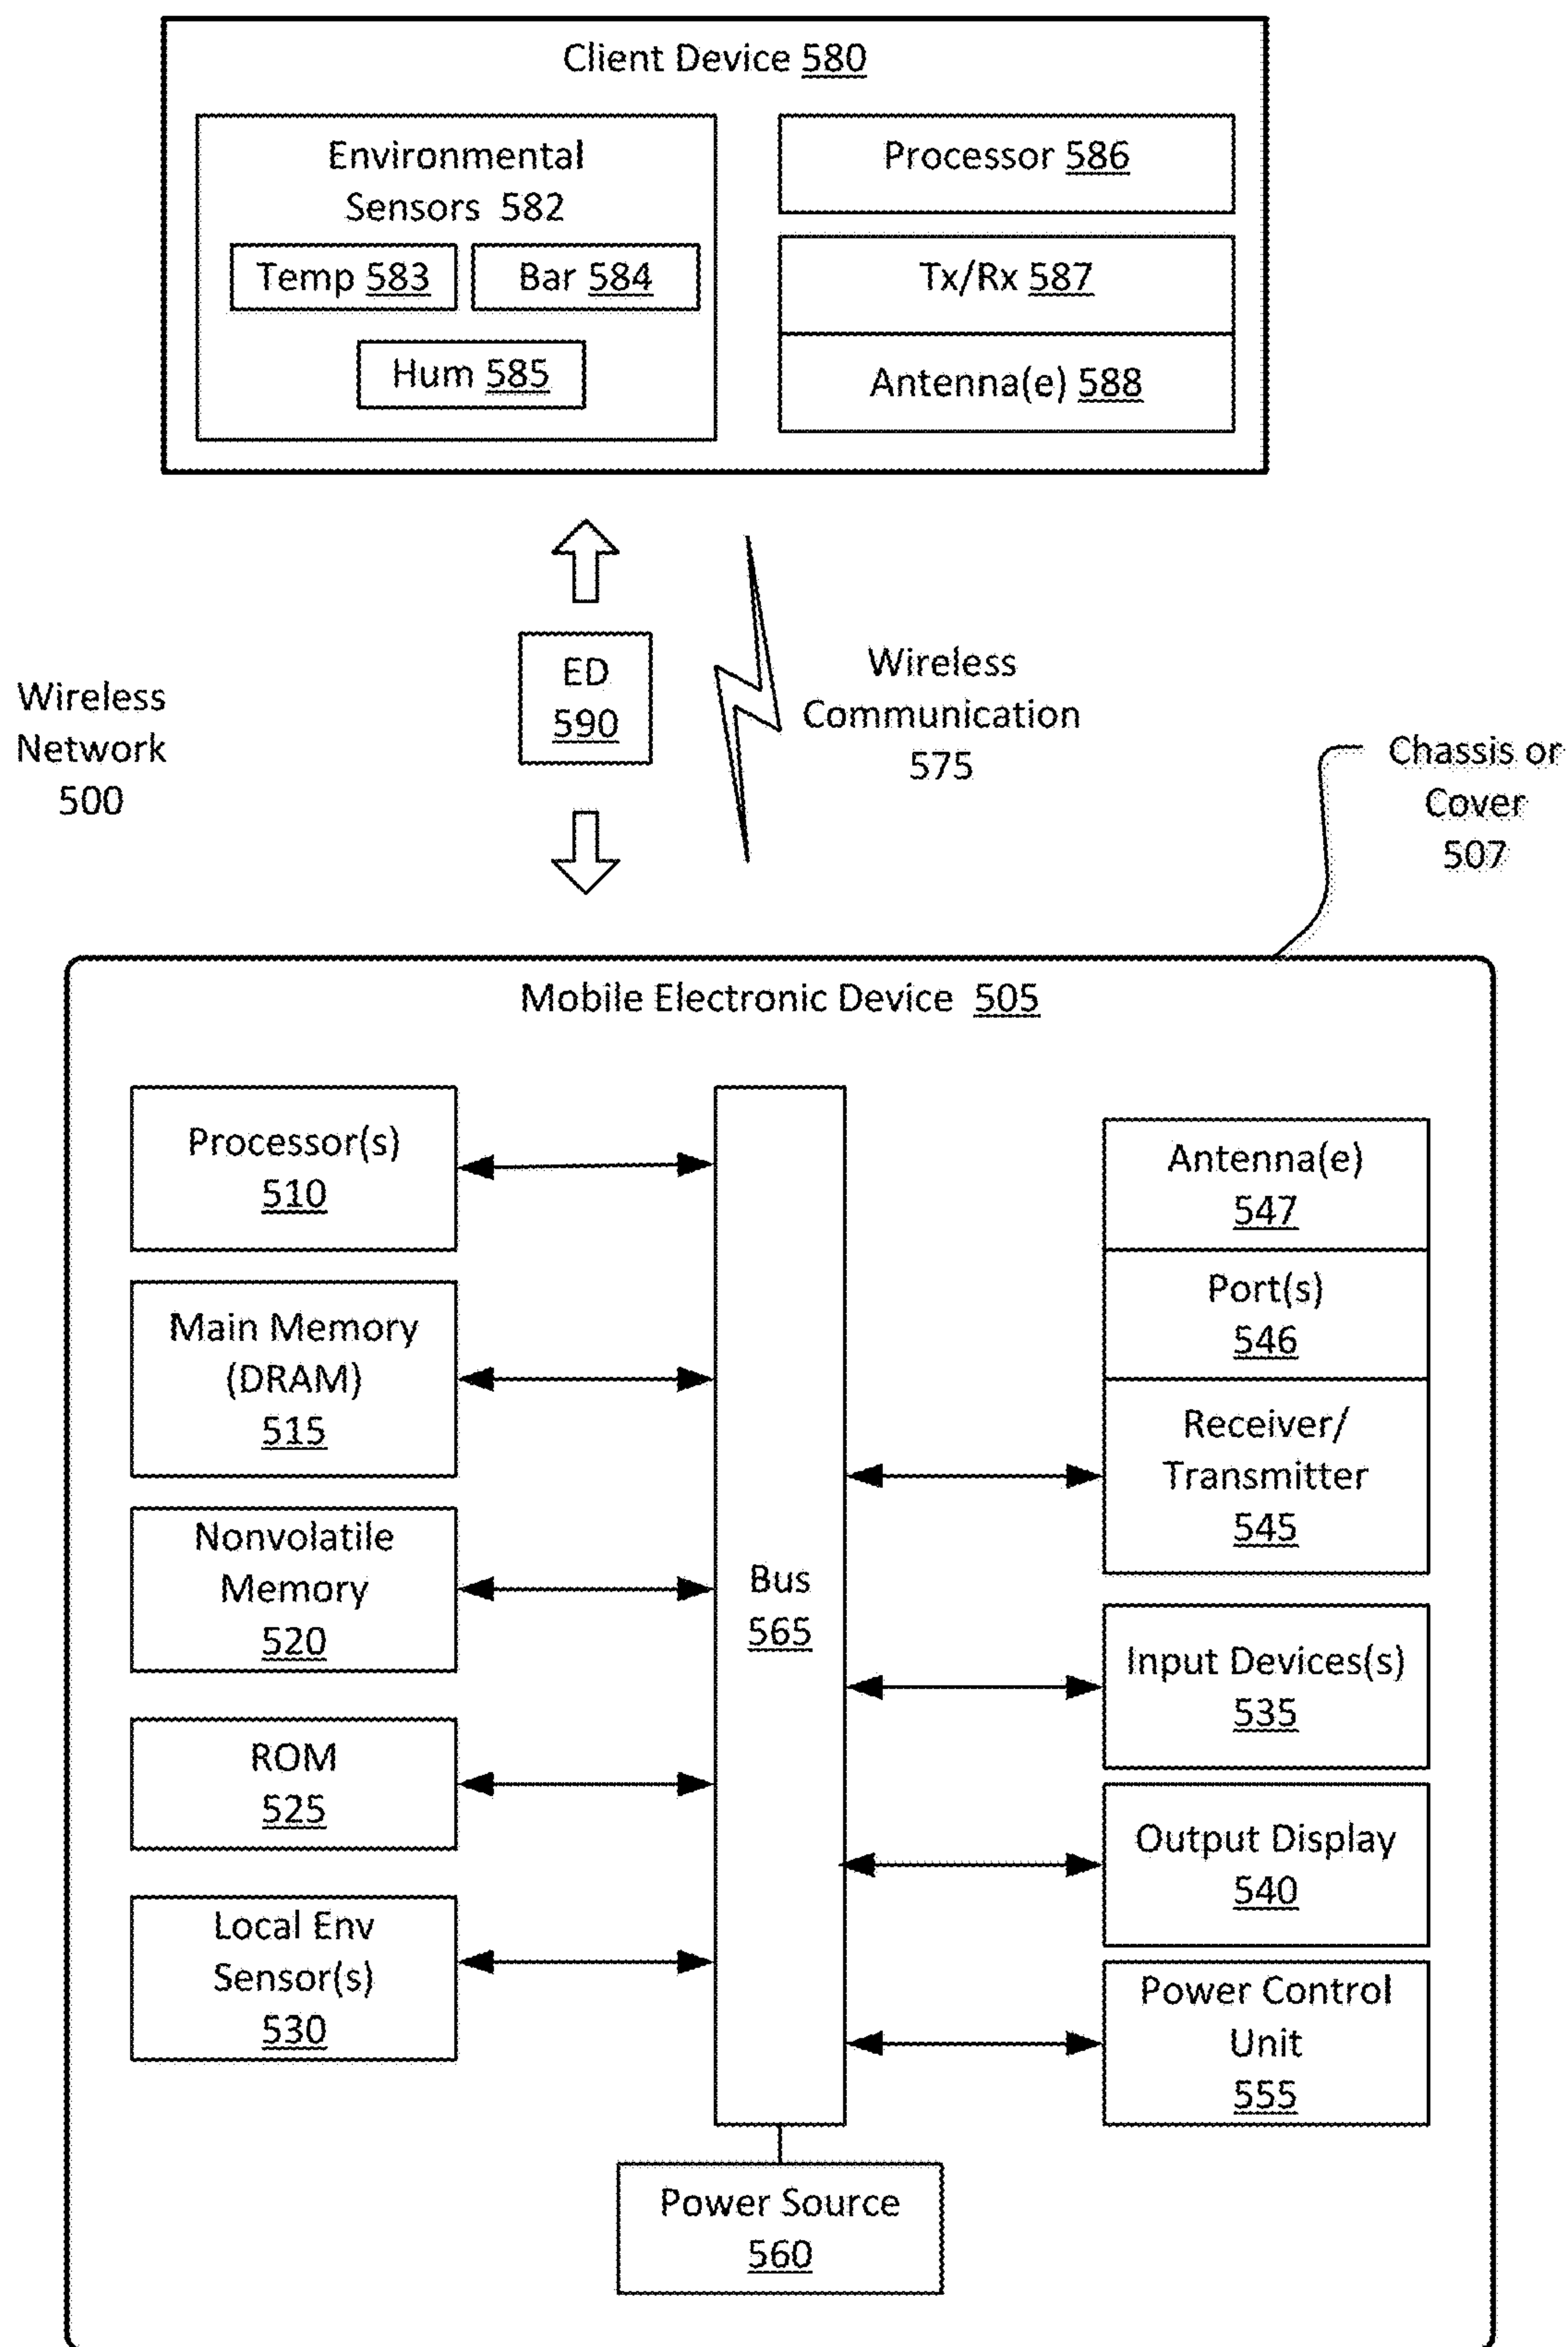 Client Device 580
Environmental
Sensors 582
Temp 583
Bar 584
Hum 585
Processor 586
Tx/Rx 587
Antenna(e) 588
Wireless
Network
500
ED
590
Wireless
Communication
575
Chassis or
Cover
507
Mobile Electronic Device 505
Processor(s)
510
Main Memory
(DRAM)
515
Nonvolatile
Memory
520
ROM
525
Local Env
Sensor(s)
530
Bus
565
Antenna(e)
547
Port(s)
546
Receiver/
Transmitter
545
Input Devices(s)
535
Output Display
540
Power Control
Unit
555
Power Source
560